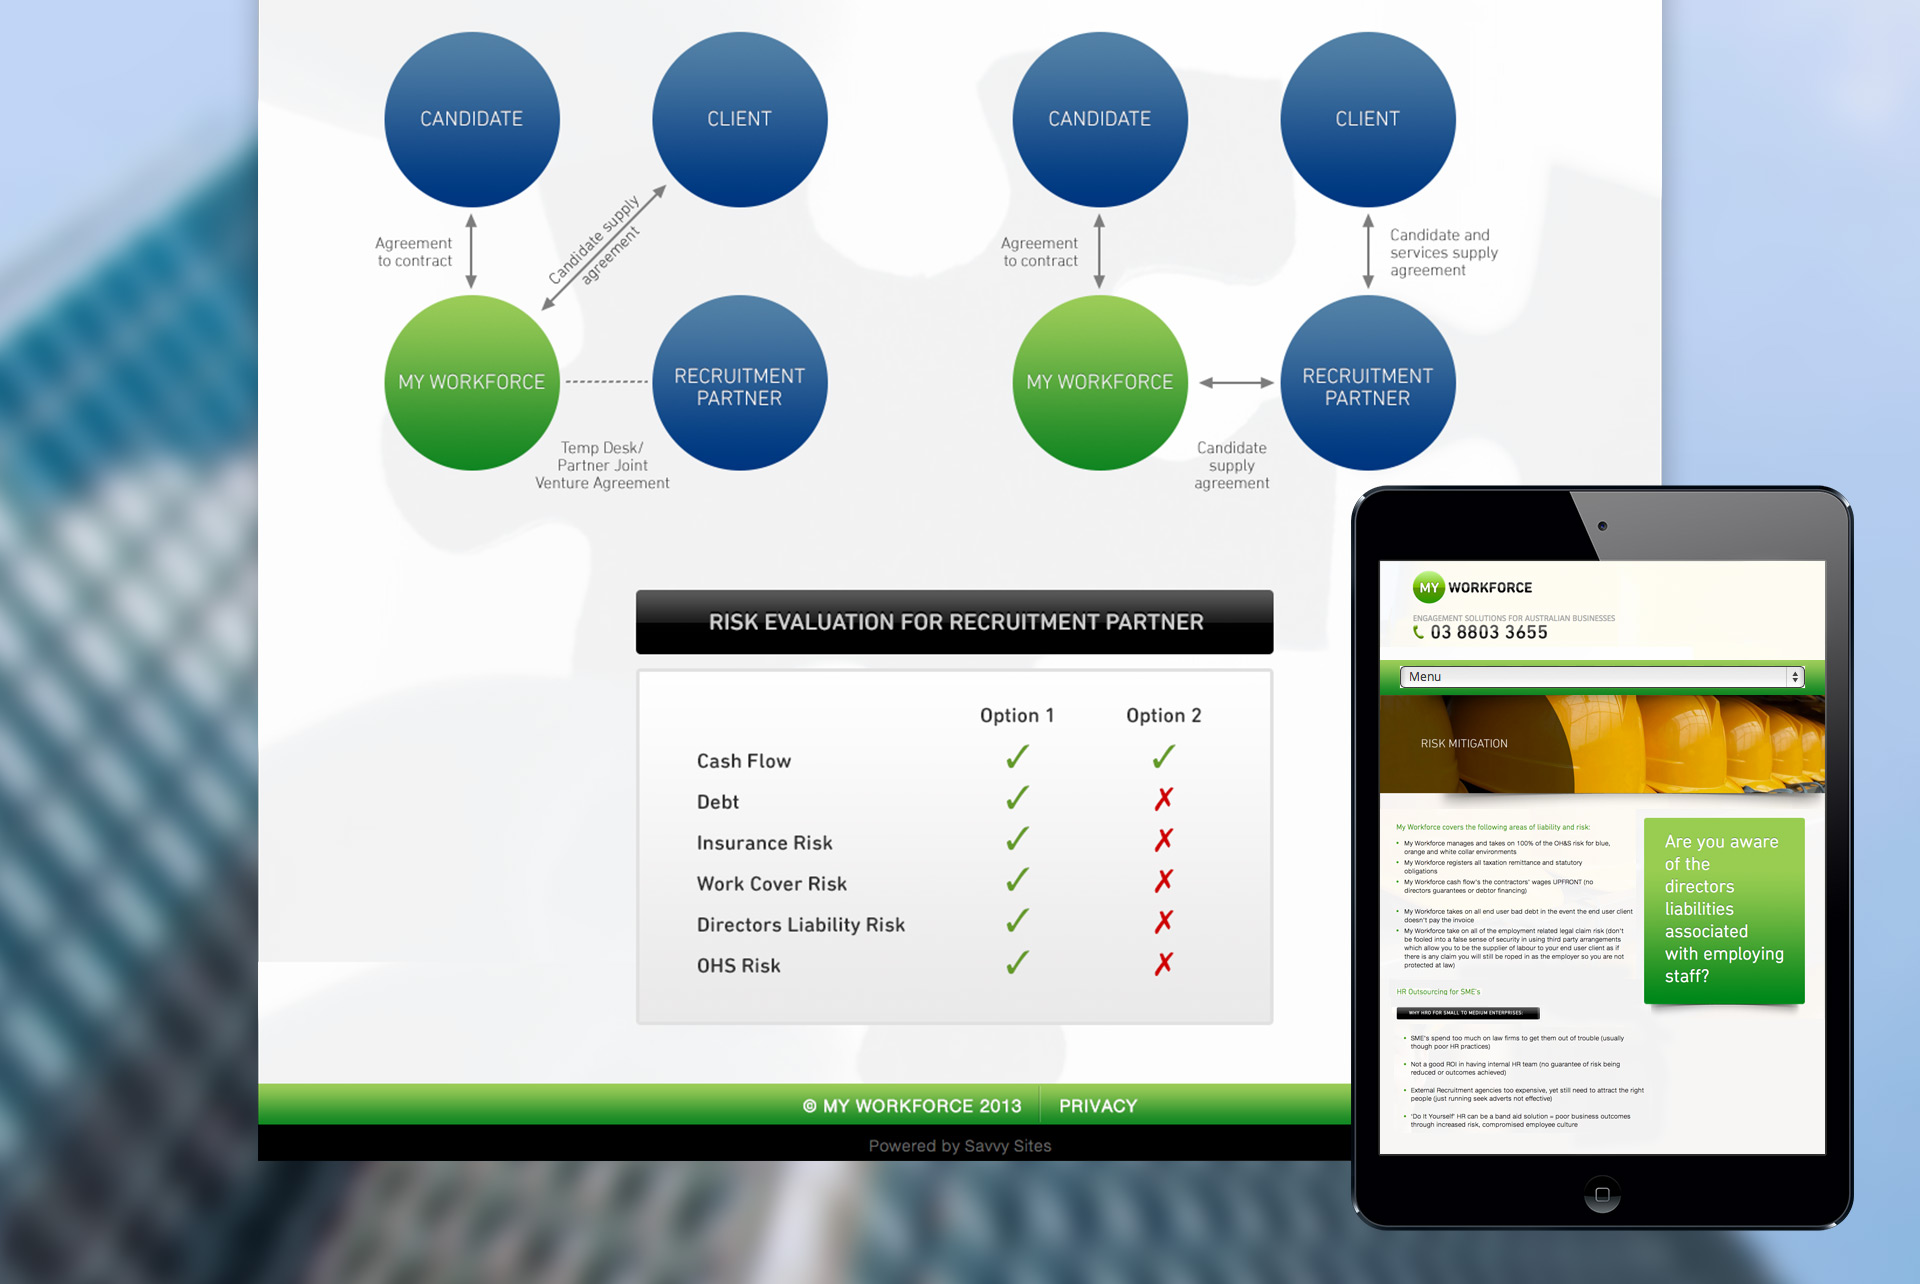 CANDIDATE
CLIENT
Agreement
to contract
Candidate supply
agreement
MY WORKFORCE
RECRUITMENT
PARTNER
Temp Desk/
Partner Joint
Venture Agreement
CANDIDATE
CLIENT
Agreement
to contract
Candidate and
services supply
agreement
MY WORKFORCE
RECRUITMENT
PARTNER
Candidate
supply
agreement
RISK EVALUATION FOR RECRUITMENT PARTNER
Option 1 Option 2
Cash Flow ✓ ✓
Debt ✓ ✗
Insurance Risk ✓ ✗
Work Cover Risk ✓ ✗
Directors Liability Risk ✓ ✗
OHS Risk ✓ ✗
© MY WORKFORCE 2013 PRIVACY
Powered by Savvy Sites
MY WORKFORCE
ENGAGEMENT SOLUTIONS FOR AUSTRALIAN BUSINESSES
03 8803 3655
Menu
RISK MITIGATION
My Workforce covers the following areas of liability and risk:
• My Workforce manages and takes on 100% of the OH&S risk for blue,
orange and white collar environments
• My Workforce registers all taxation remittance and statutory
obligations
• My Workforce cash flow's the contractors' wages UPFRONT (no
directors guarantees or debtor financing)
• My Workforce takes on all end user bad debt in the event the end user client
doesn't pay the invoice
• My Workforce take on all of the employment related legal claim risk (don't
be fooled into a false sense of security in using third party arrangements
which allow you to be the supplier of labour to your end user client as if
there is any claim you will still be roped in as the employer so you are not
protected at law)
HR Outsourcing for SME's
WHY HRO FOR SMALL TO MEDIUM ENTERPRISES:
• SME's spend too much on law firms to get them out of trouble (usually
though poor HR practices)
• Not a good ROI in having internal HR team (no guarantee of risk being
reduced or outcomes achieved)
• External Recruitment agencies too expensive, yet still need to attract the right
people (just running seek adverts not effective)
• 'Do It Yourself' HR can be a band aid solution = poor business outcomes
through increased risk, compromised employee culture
Are you aware
of the
directors
liabilities
associated
with employing
staff?